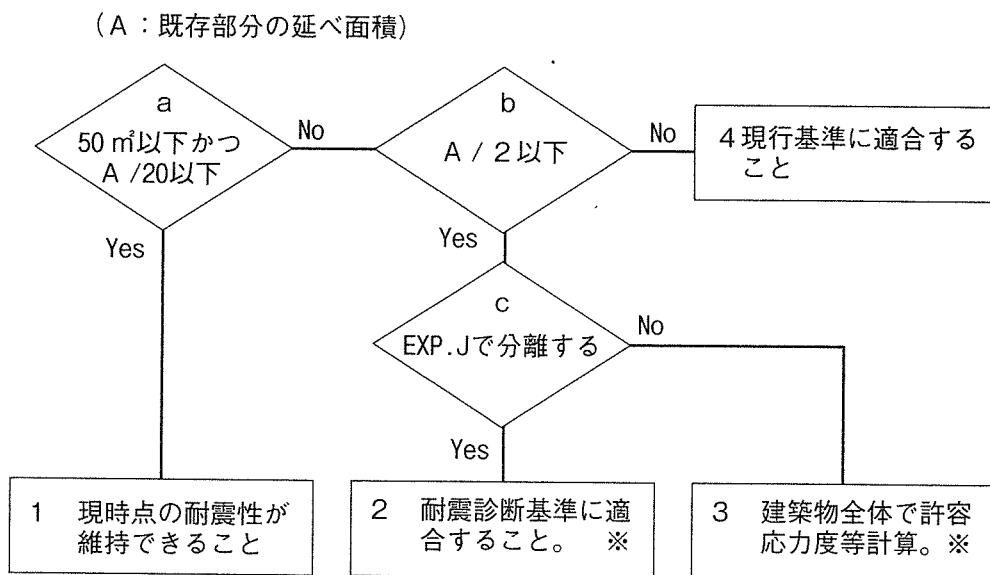 (A：既存部分の延べ面積)
a
50㎡以下かつ
A /20以下
No
Yes
b
A / 2以下
No
Yes
4現行基準に適合する
こと
c
EXP.Jで分離する
No
Yes
1 現時点の耐震性が
維持できること
2 耐震診断基準に適
合すること。 ※
3 建築物全体で許容
応力度等計算。※